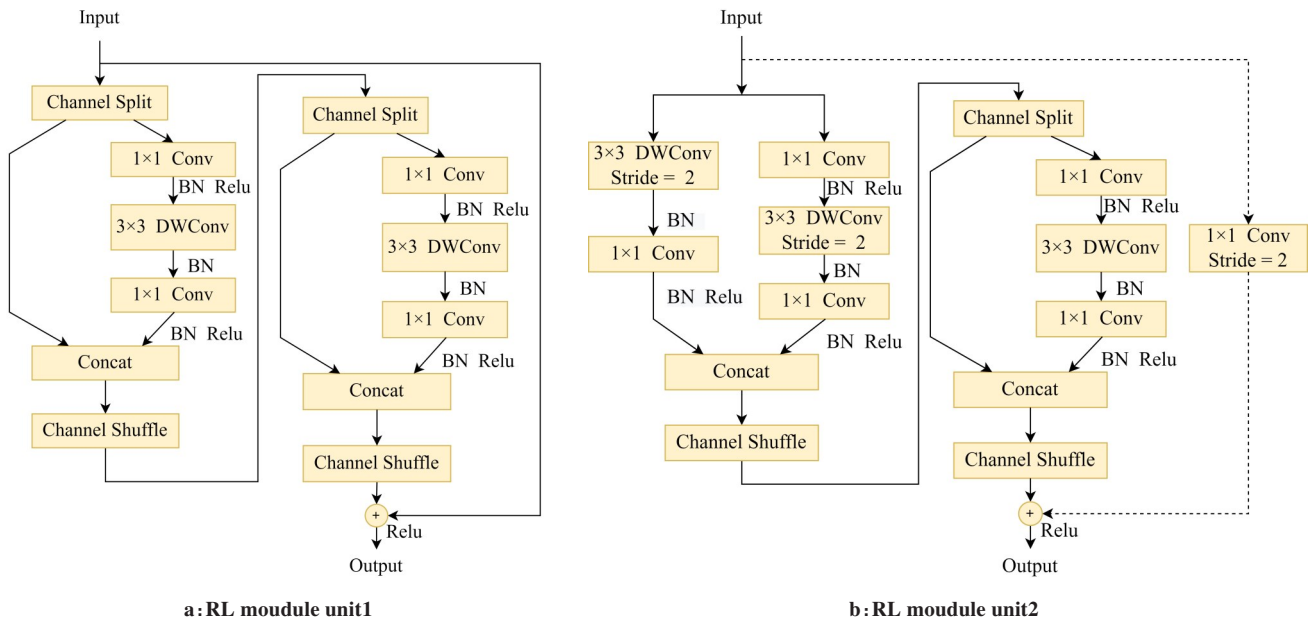 Input
Channel Split
1×1 Conv
BN Relu
3×3 DWConv
BN
1×1 Conv
BN Relu
Concat
Channel Shuffle
Channel Split
1×1 Conv
BN Relu
3×3 DWConv
BN
1×1 Conv
BN Relu
Concat
Channel Shuffle
+
Relu
Output
a:RL moudule unit1
Input
3×3 DWConv
Stride = 2
BN
1×1 Conv
BN Relu
1×1 Conv
BN Relu
3×3 DWConv
Stride = 2
BN
1×1 Conv
BN Relu
Concat
Channel Shuffle
Channel Split
1×1 Conv
BN Relu
3×3 DWConv
BN
1×1 Conv
BN Relu
Concat
Channel Shuffle
1×1 Conv
Stride = 2
+
Relu
Output
b:RL moudule unit2